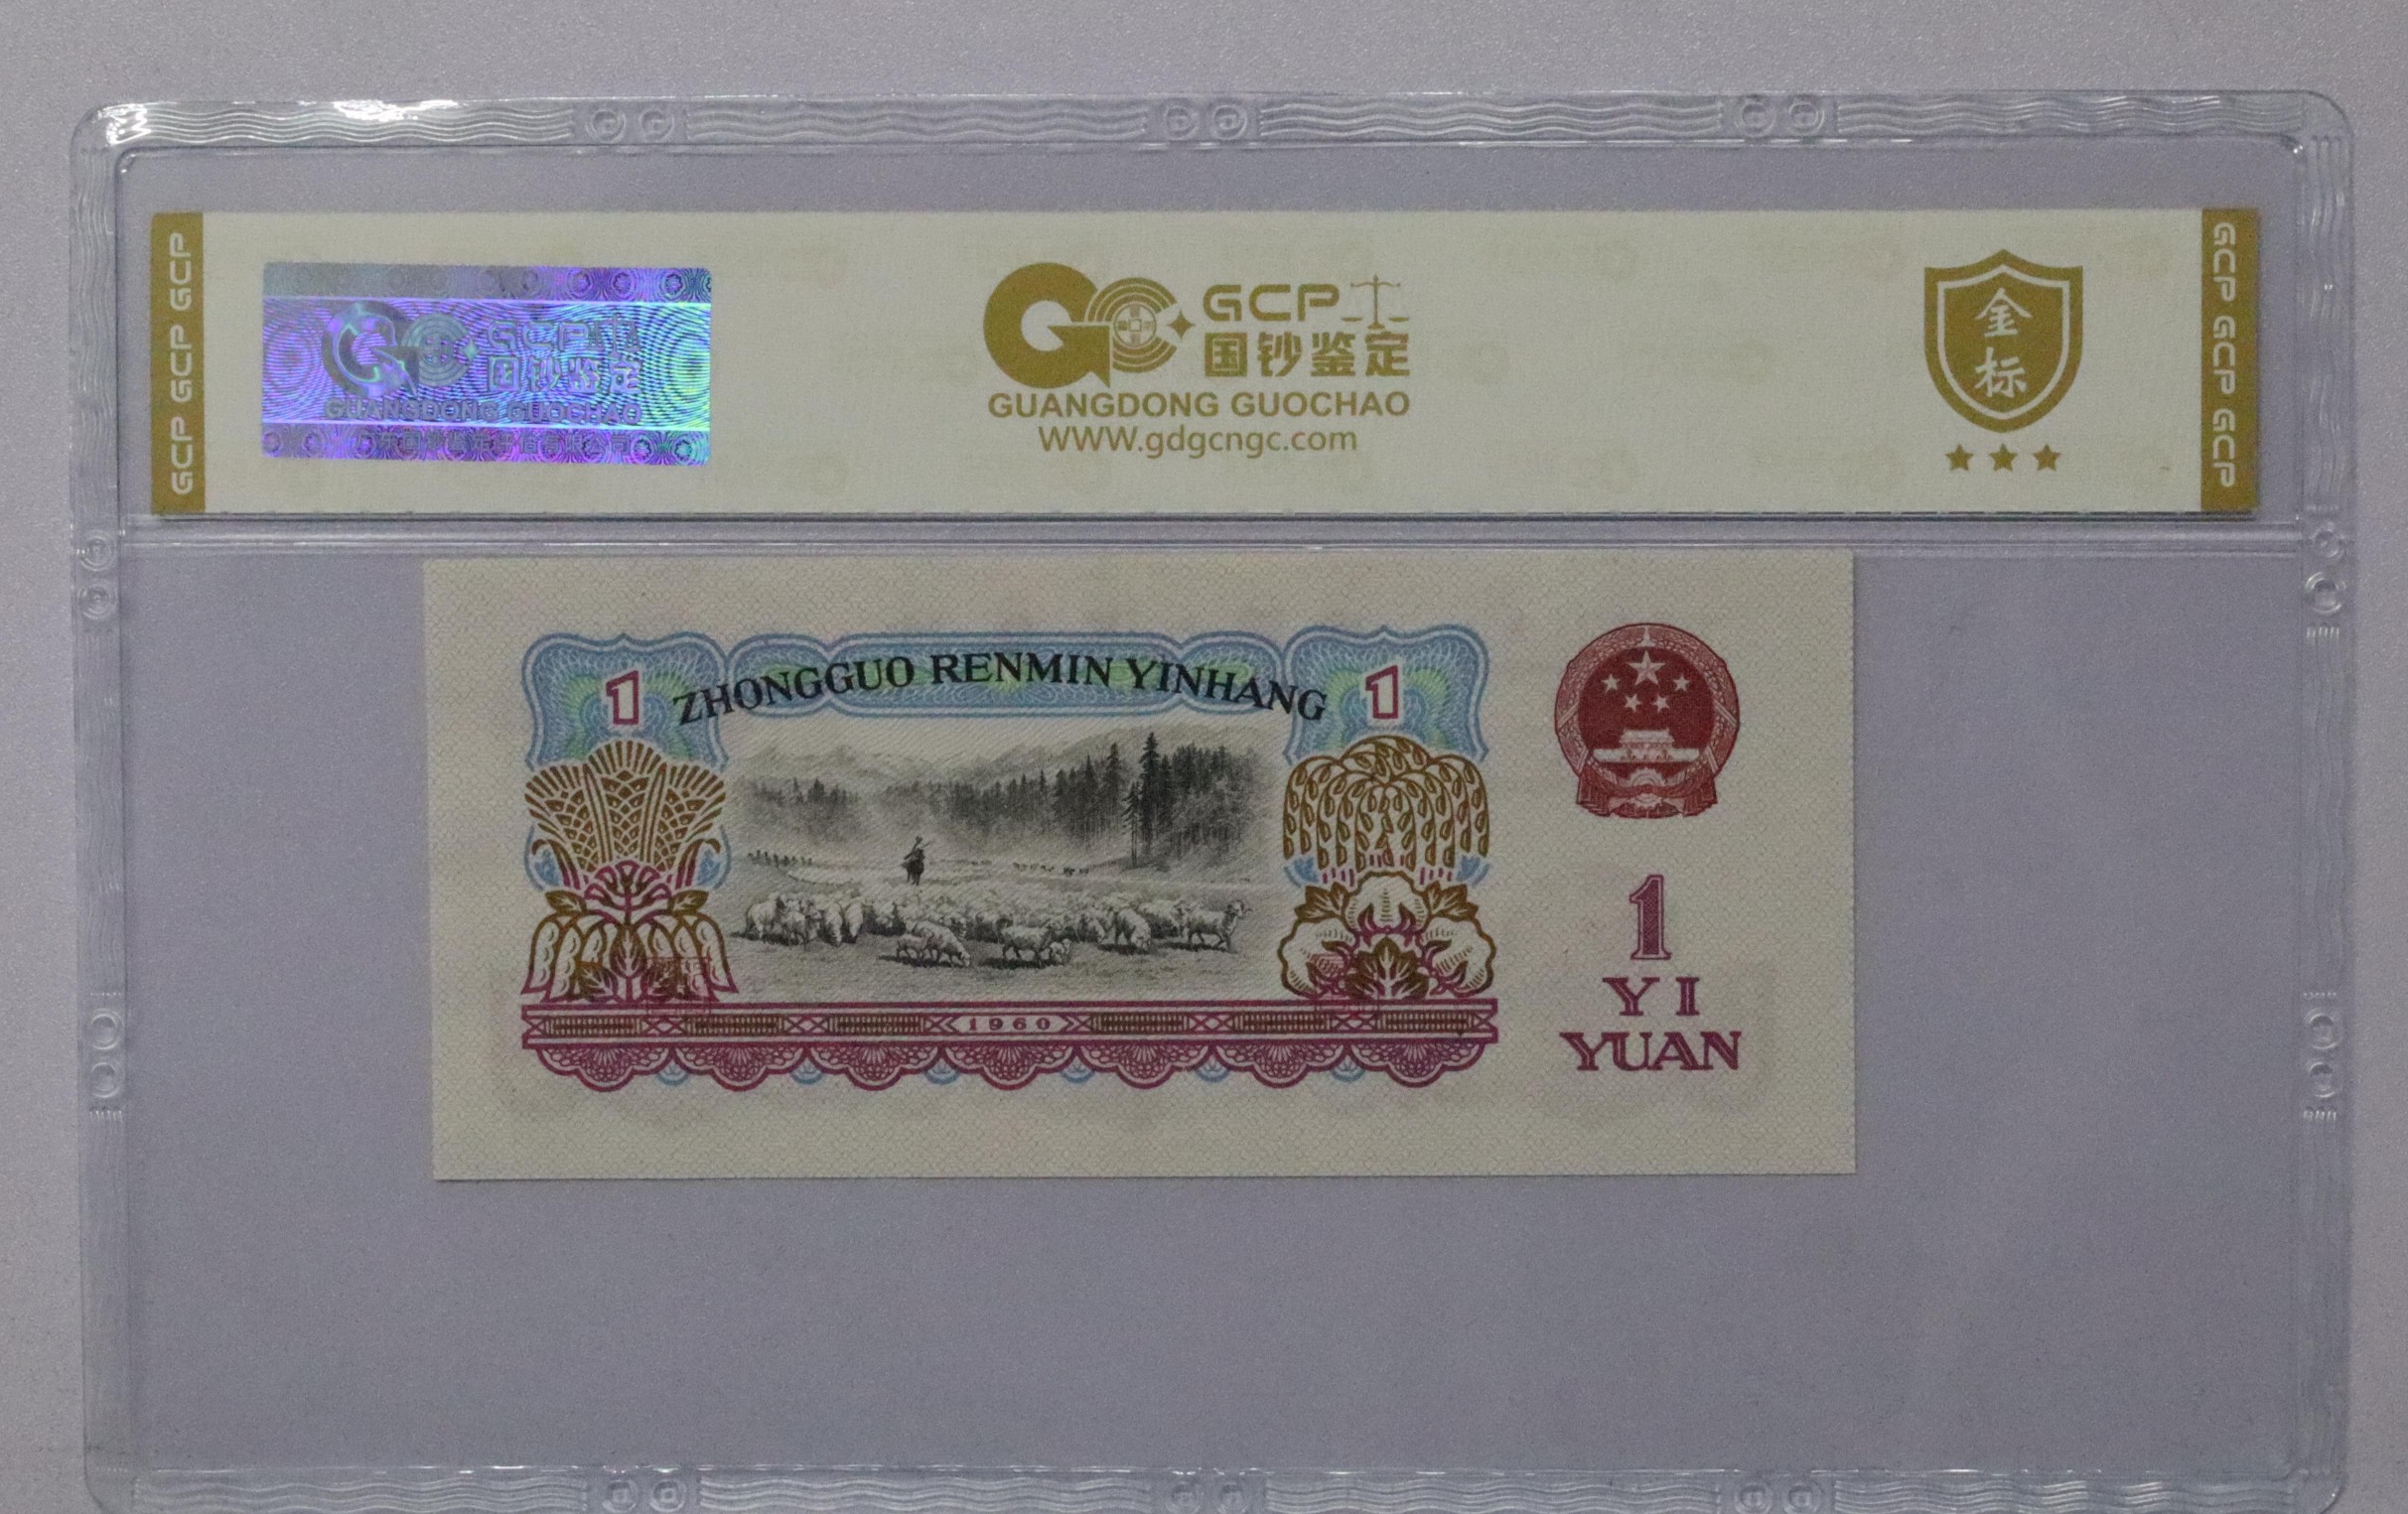 GCP GCP GCP
GCP
国钞鉴定
GUANGDONG GUOCHAO
GCP
国钞鉴定
GUANGDONG GUOCHAO
WWW.gdgcngc.com
金
标
GCP GCP GCP
1 ZHONGGUO RENMIN YINHANG 1
1960
1
YI
YUAN